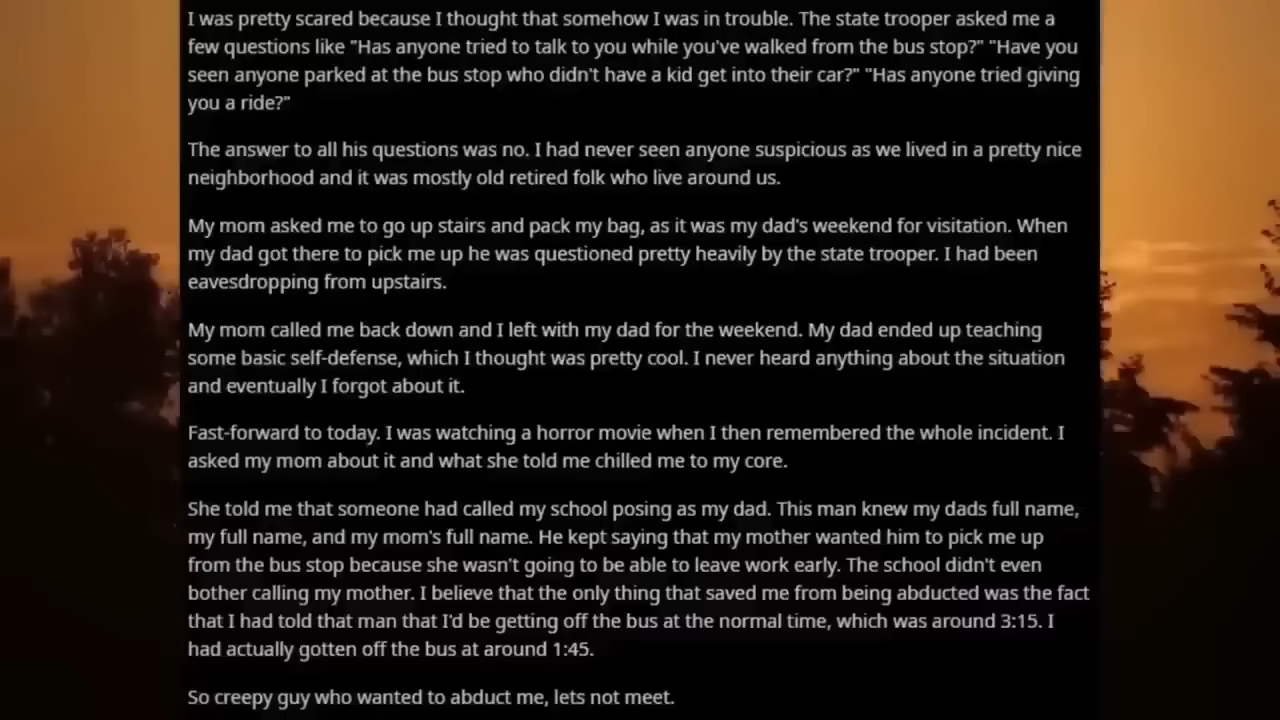 I was pretty scared because I thought that somehow I was in trouble. The state trooper asked me a
few questions like "Has anyone tried to talk to you while you've walked from the bus stop?" "Have you
seen anyone parked at the bus stop who didn't have a kid get into their car?" "Has anyone tried giving
you a ride?"
The answer to all his questions was no. I had never seen anyone suspicious as we lived in a pretty nice
neighborhood and it was mostly old retired folk who live around us.
My mom asked me to go up stairs and pack my bag, as it was my dad's weekend for visitation. When
my dad got there to pick me up he was questioned pretty heavily by the state trooper. I had been
eavesdropping from upstairs.
My mom called me back down and I left with my dad for the weekend. My dad ended up teaching
some basic self-defense, which I thought was pretty cool. I never heard anything about the situation
and eventually I forgot about it.
Fast-forward to today. I was watching a horror movie when I then remembered the whole incident. I
asked my mom about it and what she told me chilled me to my core.
She told me that someone had called my school posing as my dad. This man knew my dads full name,
my full name, and my mom's full name. He kept saying that my mother wanted him to pick me up
from the bus stop because she wasn't going to be able to leave work early. The school didn't even
bother calling my mother. I believe that the only thing that saved me from being abducted was the fact
that I had told that man that I'd be getting off the bus at the normal time, which was around 3:15. I
had actually gotten off the bus at around 1:45.
So creepy guy who wanted to abduct me, lets not meet.